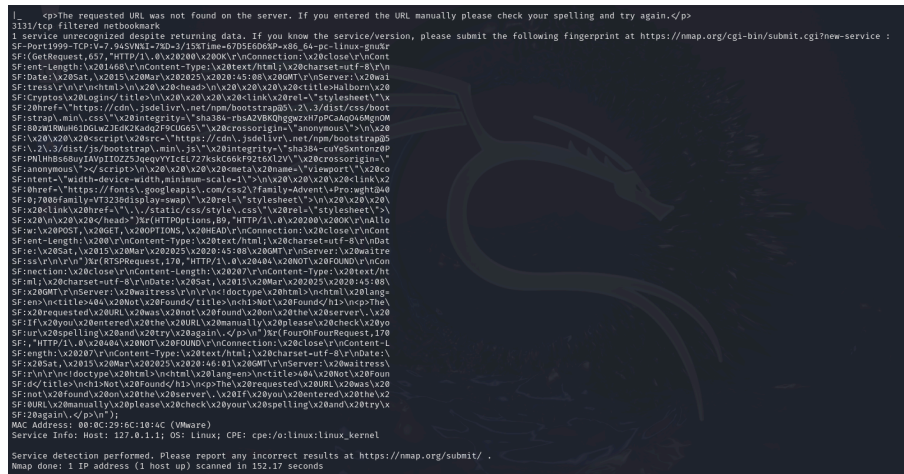 |_    <p>The requested URL was not found on the server. If you entered the URL manually please check your spelling and try again.</p>
3131/tcp filtered netbookmark
1 service unrecognized despite returning data. If you know the service/version, please submit the following fingerprint at https://nmap.org/cgi-bin/submit.cgi?new-service :
SF-Port1999-TCP:V=7.94SVN%I=7%D=3/15%Time=67D5E6D6%P=x86_64-pc-linux-gnu%r
SF:(GetRequest,657,"HTTP/1\.0\x20200\x20OK\r\nConnection:\x20close\r\nCont
SF:ent-Length:\x201468\r\nContent-Type:\x20text/html;\x20charset=utf-8\r\n
SF:Date:\x20Sat,\x2015\x20Mar\x202025\x2020:45:08\x20GMT\r\nServer:\x20wai
SF:tress\r\n\r\n<html>\n\x20\x20<head>\n\x20\x20\x20\x20<title>Halborn\x20
SF:Cryptos\x20Login</title>\n\x20\x20\x20\x20<link\x20rel=\"stylesheet\"\x
SF:20href=\"https://cdn\.jsdelivr\.net/npm/bootstrap@5\.2\.3/dist/css/boot
SF:strap\.min\.css\"\x20integrity=\"sha384-rbsA2VBKQhggwzxH7pPCaAqO46MgnOM
SF:80zW1RWuH61DGLwZJEdK2Kadq2F9CUG65\"\x20crossorigin=\"anonymous\">\n\x20
SF:\x20\x20\x20<script\x20src=\"https://cdn\.jsdelivr\.net/npm/bootstrap@5
SF:\.2\.3/dist/js/bootstrap\.min\.js\"\x20integrity=\"sha384-cuYeSxntonz0P
SF:PNlHhBs68uyIAVpIIOZZ5JqeqvYYIcEL727kskC66kF92t6Xl2V\"\x20crossorigin=\"
SF:anonymous\"></script>\n\x20\x20\x20\x20<meta\x20name=\"viewport\"\x20co
SF:ntent=\"width=device-width,minimum-scale=1\">\n\x20\x20\x20\x20<link\x2
SF:0href=\"https://fonts\.googleapis\.com/css2\?family=Advent\+Pro:wght@40
SF:0;700&family=VT323&display=swap\"\x20rel=\"stylesheet\">\n\x20\x20\x20\
SF:x20<link\x20href=\"\.\./static/css/style\.css\"\x20rel=\"stylesheet\">\
SF:x20\n\x20\x20</head>")%r(HTTPOptions,B9,"HTTP/1\.0\x20200\x20OK\r\nAllo
SF:w:\x20POST,\x20GET,\x20OPTIONS,\x20HEAD\r\nConnection:\x20close\r\nCont
SF:ent-Length:\x200\r\nContent-Type:\x20text/html;\x20charset=utf-8\r\nDat
SF:e:\x20Sat,\x2015\x20Mar\x202025\x2020:45:08\x20GMT\r\nServer:\x20waitre
SF:ss\r\n\r\n")%r(RTSPRequest,170,"HTTP/1\.0\x20404\x20NOT\x20FOUND\r\nCon
SF:nection:\x20close\r\nContent-Length:\x20207\r\nContent-Type:\x20text/ht
SF:ml;\x20charset=utf-8\r\nDate:\x20Sat,\x2015\x20Mar\x202025\x2020:45:08\
SF:x20GMT\r\nServer:\x20waitress\r\n\r\n<!doctype\x20html>\n<html\x20lang=
SF:en>\n<title>404\x20Not\x20Found</title>\n<h1>Not\x20Found</h1>\n<p>The\
SF:x20requested\x20URL\x20was\x20not\x20found\x20on\x20the\x20server\.\x20
SF:If\x20you\x20entered\x20the\x20URL\x20manually\x20please\x20check\x20yo
SF:ur\x20spelling\x20and\x20try\x20again\.</p>\n")%r(FourOhFourRequest,170
SF:,"HTTP/1\.0\x20404\x20NOT\x20FOUND\r\nConnection:\x20close\r\nContent-L
SF:ength:\x20207\r\nContent-Type:\x20text/html;\x20charset=utf-8\r\nDate:\
SF:x20Sat,\x2015\x20Mar\x202025\x2020:46:01\x20GMT\r\nServer:\x20waitress\
SF:r\n\r\n<!doctype\x20html>\n<html\x20lang=en>\n<title>404\x20Not\x20Foun
SF:d</title>\n<h1>Not\x20Found</h1>\n<p>The\x20requested\x20URL\x20was\x20
SF:not\x20found\x20on\x20the\x20server\.\x20If\x20you\x20entered\x20the\x2
SF:0URL\x20manually\x20please\x20check\x20your\x20spelling\x20and\x20try\x
SF:20again\.</p>\n");
MAC Address: 00:0C:29:6C:10:4C (VMware)
Service Info: Host: 127.0.1.1; OS: Linux; CPE: cpe:/o:linux:linux_kernel

Service detection performed. Please report any incorrect results at https://nmap.org/submit/ .
Nmap done: 1 IP address (1 host up) scanned in 152.17 seconds